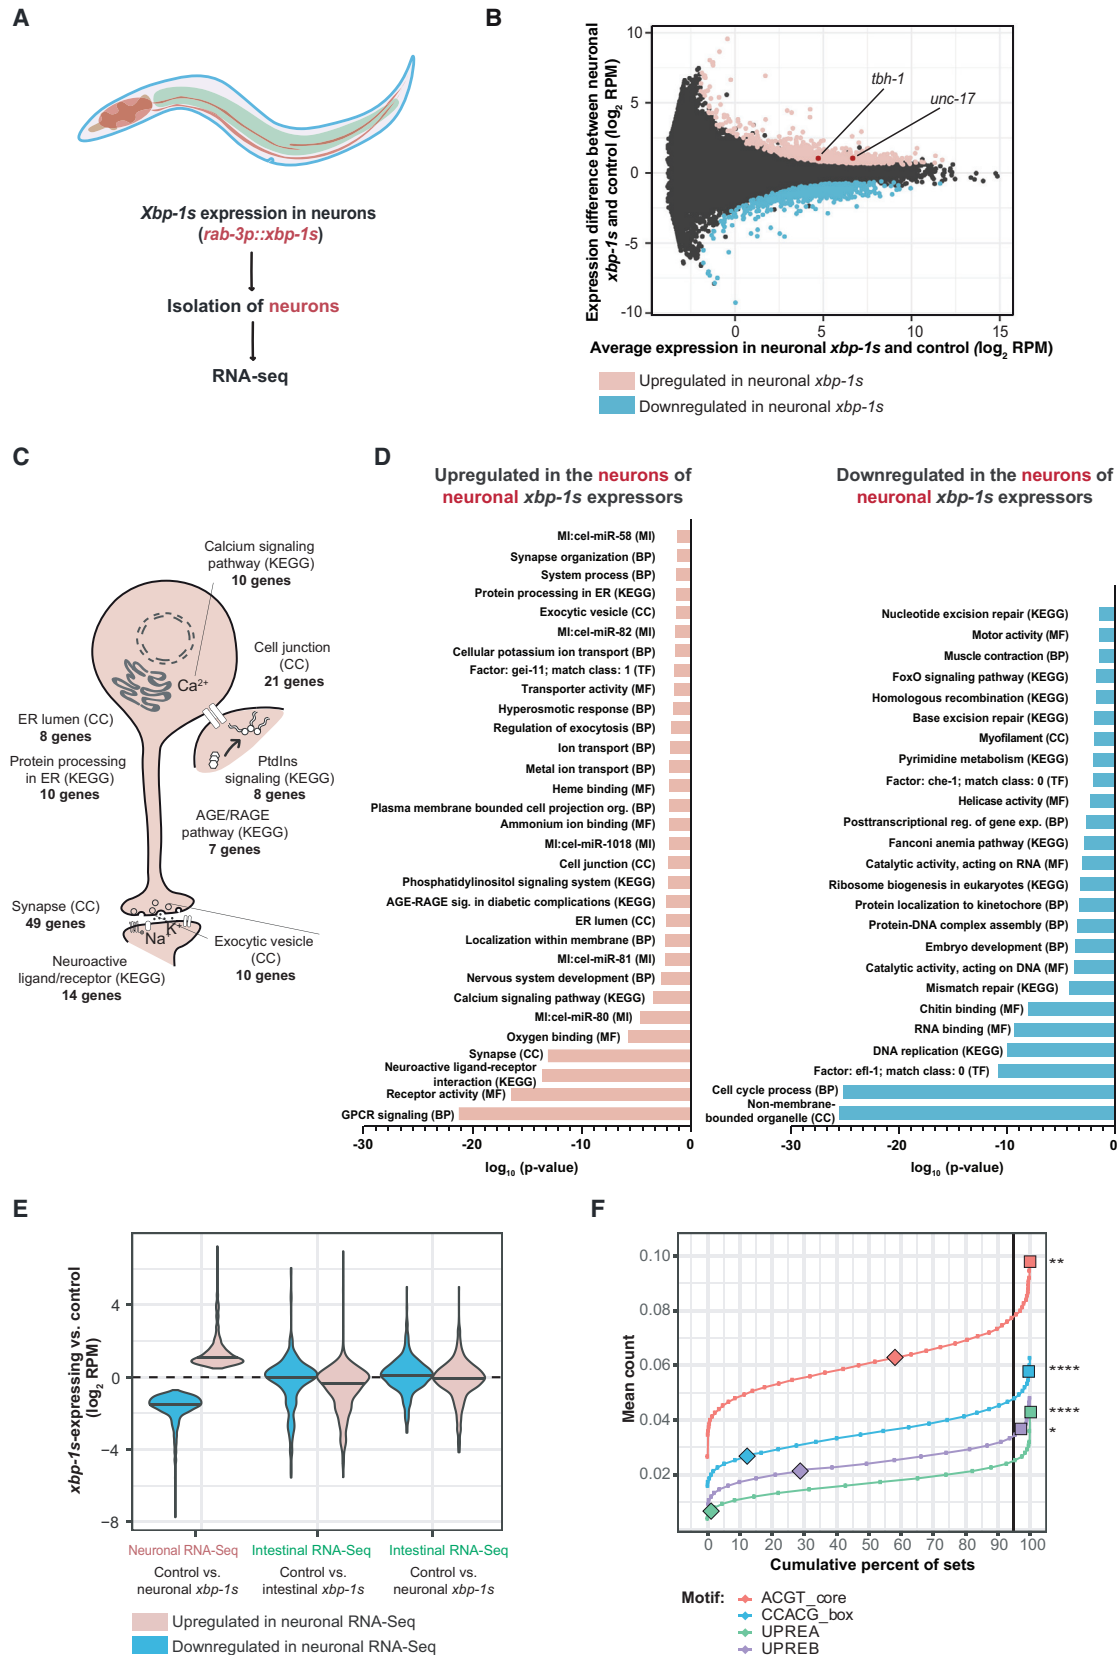 A
Xbp-1s expression in neurons
(rab-3p::xbp-1s)
Isolation of neurons
RNA-seq
B
Expression difference between neuronal
xbp-1s and control (log2 RPM)
10
5
0
-5
-10
tbh-1
unc-17
0
5
10
15
Average expression in neuronal xbp-1s and control (log2 RPM)
Upregulated in neuronal xbp-1s
Downregulated in neuronal xbp-1s
C
Calcium signaling
pathway (KEGG)
10 genes
Cell junction
(CC)
21 genes
Ca2+
ER lumen (CC)
8 genes
Protein processing
in ER (KEGG)
10 genes
PtdIns
signaling (KEGG)
8 genes
AGE/RAGE
pathway (KEGG)
7 genes
Synapse (CC)
49 genes
Na+
K+
Exocytic vesicle
(CC)
10 genes
Neuroactive
ligand/receptor (KEGG)
14 genes
D
Upregulated in the neurons of
neuronal xbp-1s expressors
MI:cel-miR-58 (MI)
Synapse organization (BP)
System process (BP)
Protein processing in ER (KEGG)
Exocytic vesicle (CC)
MI:cel-miR-82 (MI)
Cellular potassium ion transport (BP)
Factor: gei-11; match class: 1 (TF)
Transporter activity (MF)
Hyperosmotic response (BP)
Regulation of exocytosis (BP)
Ion transport (BP)
Metal ion transport (BP)
Heme binding (MF)
Plasma membrane bounded cell projection org. (BP)
Ammonium ion binding (MF)
MI:cel-miR-1018 (MI)
Cell junction (CC)
Phosphatidylinositol signaling system (KEGG)
AGE-RAGE sig. in diabetic complications (KEGG)
ER lumen (CC)
Localization within membrane (BP)
MI:cel-miR-81 (MI)
Nervous system development (BP)
Calcium signaling pathway (KEGG)
MI:cel-miR-80 (MI)
Oxygen binding (MF)
Synapse (CC)
Neuroactive ligand-receptor
interaction (KEGG)
Receptor activity (MF)
GPCR signaling (BP)
-30
-20
-10
0
log10 (p-value)
Downregulated in the neurons of
neuronal xbp-1s expressors
Nucleotide excision repair (KEGG)
Motor activity (MF)
Muscle contraction (BP)
FoxO signaling pathway (KEGG)
Homologous recombination (KEGG)
Base excision repair (KEGG)
Myofilament (CC)
Pyrimidine metabolism (KEGG)
Factor: che-1; match class: 0 (TF)
Helicase activity (MF)
Posttranscriptional reg. of gene exp. (BP)
Fanconi anemia pathway (KEGG)
Catalytic activity, acting on RNA (MF)
Ribosome biogenesis in eukaryotes (KEGG)
Protein localization to kinetochore (BP)
Protein-DNA complex assembly (BP)
Embryo development (BP)
Catalytic activity, acting on DNA (MF)
Mismatch repair (KEGG)
Chitin binding (MF)
RNA binding (MF)
DNA replication (KEGG)
Factor: efl-1; match class: 0 (TF)
Cell cycle process (BP)
Non-membrane-
bounded organelle (CC)
-30
-20
-10
0
log10 (p-value)
E
xbp-1s-expressing vs. control
(log2 RPM)
4
0
−4
−8
Neuronal RNA-Seq
Control vs.
neuronal xbp-1s
Intestinal RNA-Seq
Control vs.
intestinal xbp-1s
Intestinal RNA-Seq
Control vs.
neuronal xbp-1s
Upregulated in neuronal RNA-Seq
Downregulated in neuronal RNA-Seq
F
Mean count
0.10
0.08
0.06
0.04
0.02
**
****
****
*
0 10 20 30 40 50 60 70 80 90 100
Cumulative percent of sets
Motif:
ACGT_core
CCACG_box
UPREA
UPREB